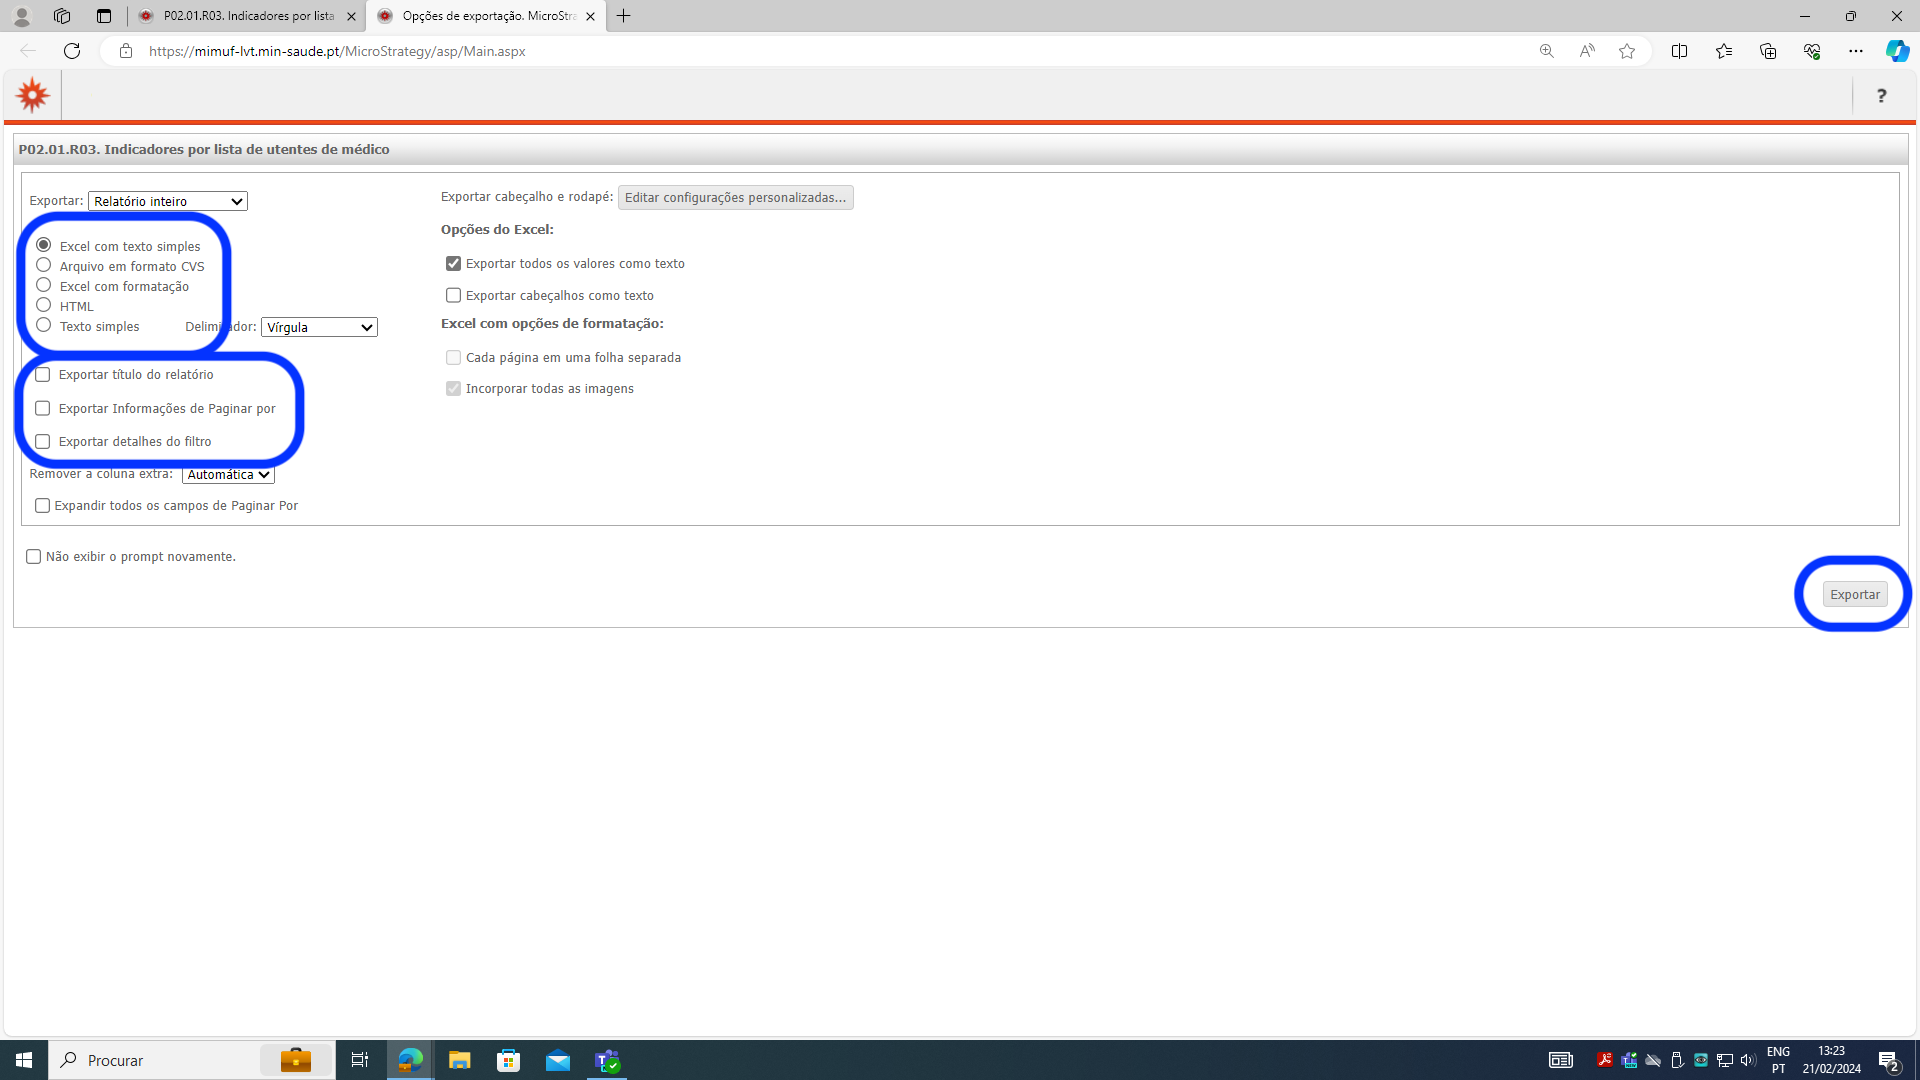 P02.01.R03. Indicadores por lista
Opções de exportação. MicroStra
https://mimuf-lvt.min-saude.pt/MicroStrategy/asp/Main.aspx
?
P02.01.R03. Indicadores por lista de utentes de médico
Exportar: Relatório inteiro
Excel com texto simples
Arquivo em formato CVS
Excel com formatação
HTML
Texto simples Delimitador: Vírgula
Exportar título do relatório
Exportar Informações de Paginar por
Exportar detalhes do filtro
Remover a coluna extra: Automática
Expandir todos os campos de Paginar Por
Exportar cabeçalho e rodapé: Editar configurações personalizadas...
Opções do Excel:
Exportar todos os valores como texto
Exportar cabeçalhos como texto
Excel com opções de formatação:
Cada página em uma folha separada
Incorporar todas as imagens
Não exibir o prompt novamente.
Exportar
Procurar
ENG
PT
13:23
21/02/2024
2